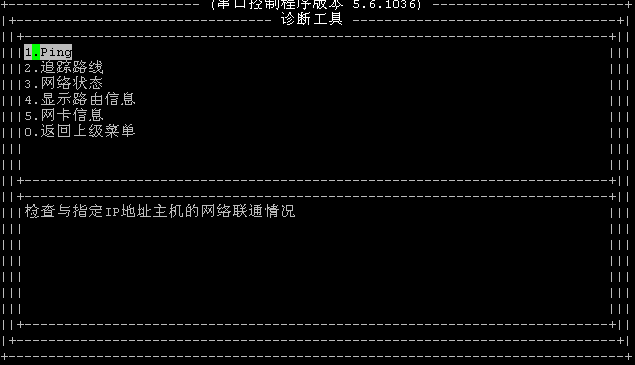 (串口控制程序版本 5.6.1036)
诊断工具
1.Ping
2.追踪路线
3.网络状态
4.显示路由信息
5.网卡信息
0.返回上级菜单
检查与指定IP地址主机的网络联通情况